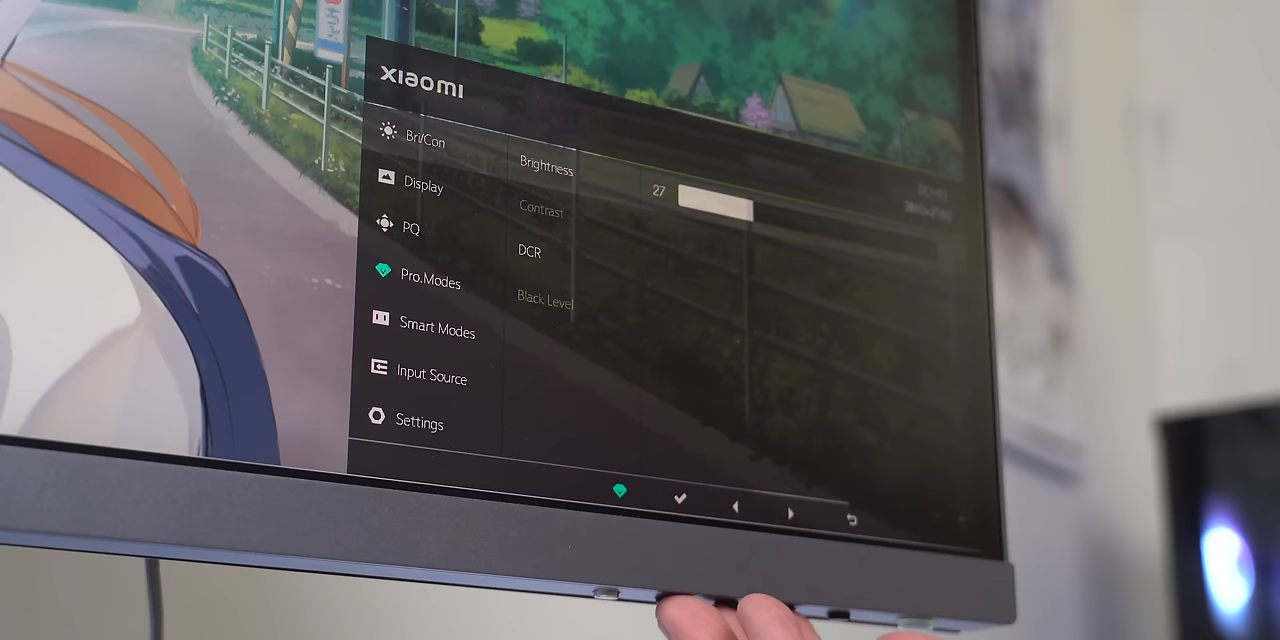 xiaomi
Bri/Con
Display
PQ
Pro.Modes
Smart Modes
Input Source
Settings
Brightness
Contrast
DCR
Black Level
27